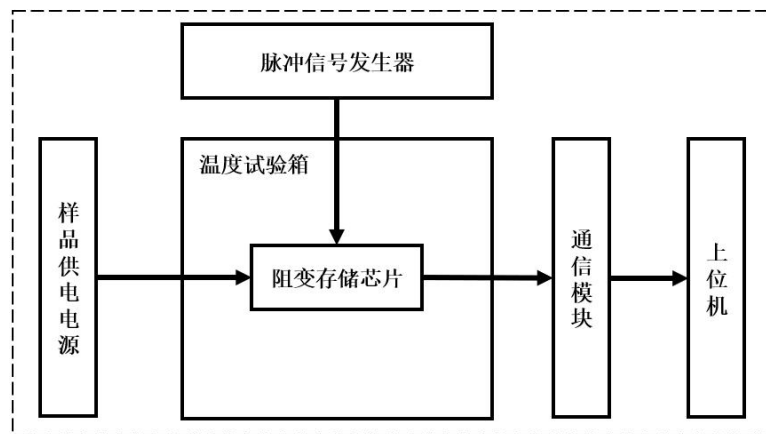 脉冲信号发生器
温度试验箱
样品供电电源
阻变存储芯片
通信模块
上位机